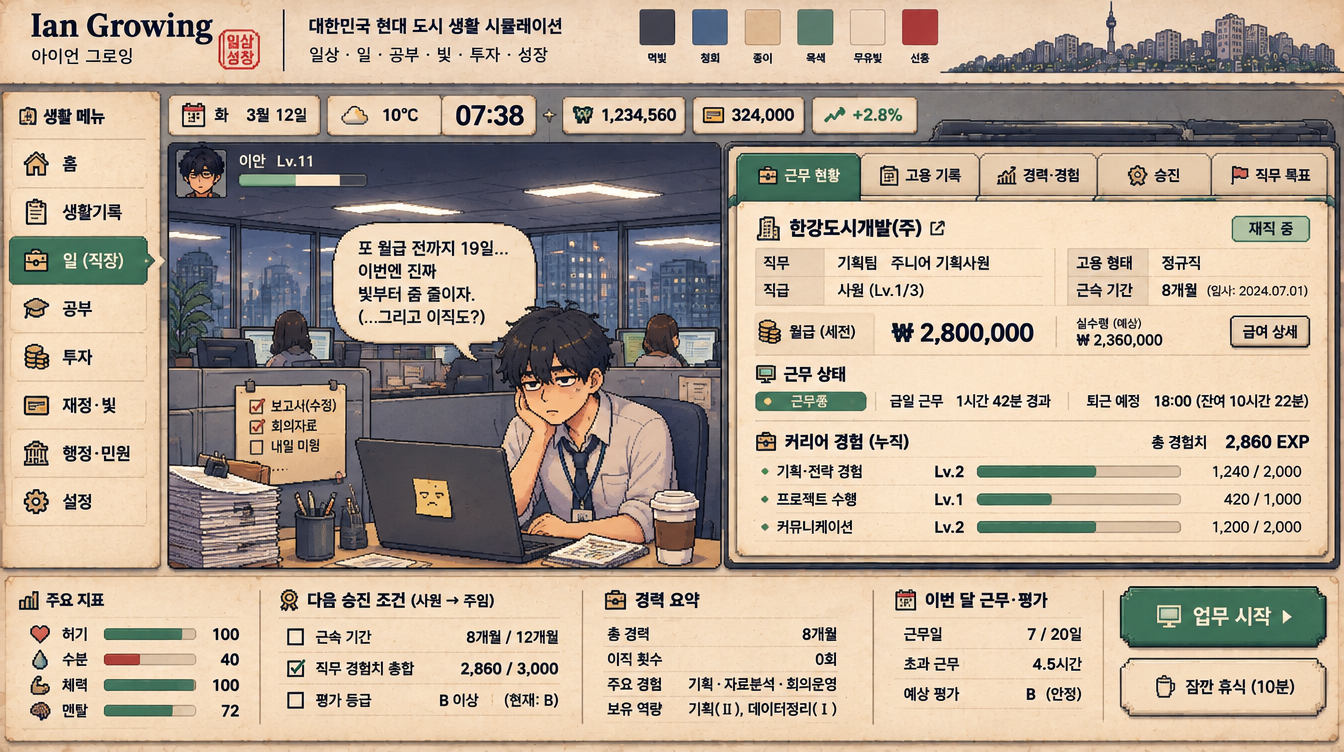 Ian Growing
아이언 그로잉
일삼
성창
대한민국 현대 도시 생활 시뮬레이션
일상 · 일 · 공부 · 빚 · 투자 · 성장
먹빛
청회
종이
옥색
무유빛
신홍
생활 메뉴
홈
생활기록
일 (직장)
공부
투자
재정·빚
행정·민원
설정
화 3월 12일
10°C
07:38
₩ 1,234,560
324,000
+2.8%
이안 Lv.11
포 월급 전까지 19일...
이번엔 진짜
빚부터 줌 줄이자.
(...그리고 이직도?)
보고사(수정)
회의자료
내일 미웡
....
근무 현황
고용 기록
경력·경험
승진
직무 목표
한강도시개발(주)
재직 중
직무 기획팀 주니어 기획사원
고용 형태 정규직
직급 사원 (Lv.1/3)
근속 기간 8개월 (입사: 2024.07.01)
월급 (세전) ₩ 2,800,000
실수령 (예상)
₩ 2,360,000
급여 상세
근무 상태
금일 근무 1시간 42분 경과
퇴근 예정 18:00 (잔여 10시간 22분)
커리어 경험 (누직)
총 경험치 2,860 EXP
기획·전략 경험 Lv.2 1,240 / 2,000
프로젝트 수행 Lv.1 420 / 1,000
커뮤니케이션 Lv.2 1,200 / 2,000
주요 지표
허기 100
수분 40
체력 100
맨탈 72
다음 승진 조건 (사원 → 주임)
근속 기간 8개월 / 12개월
직무 경험치 총합 2,860 / 3,000
평가 등급 B 이상 (현재: B)
경력 요약
총 경력 8개월
이직 횟수 0회
주요 경험 기획 · 자료분석 · 회의운영
보유 역량 기획(Ⅱ), 데이터정리(Ⅰ)
이번 달 근무·평가
근무일 7 / 20일
초과 근무 4.5시간
예상 평가 B (안정)
업무 시작
잠깐 휴식 (10분)